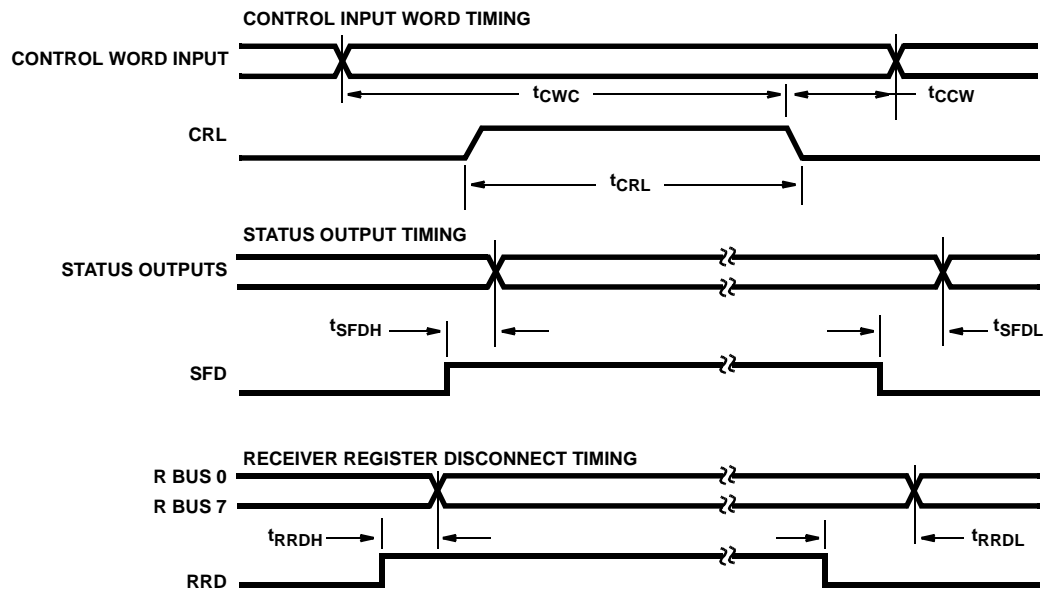 CONTROL INPUT WORD TIMING
CONTROL WORD INPUT
tCWC
tCCW
CRL
tCRL
STATUS OUTPUT TIMING
STATUS OUTPUTS
tSFDH
tSFDL
SFD
RECEIVER REGISTER DISCONNECT TIMING
R BUS 0
R BUS 7
tRRDH
tRRDL
RRD